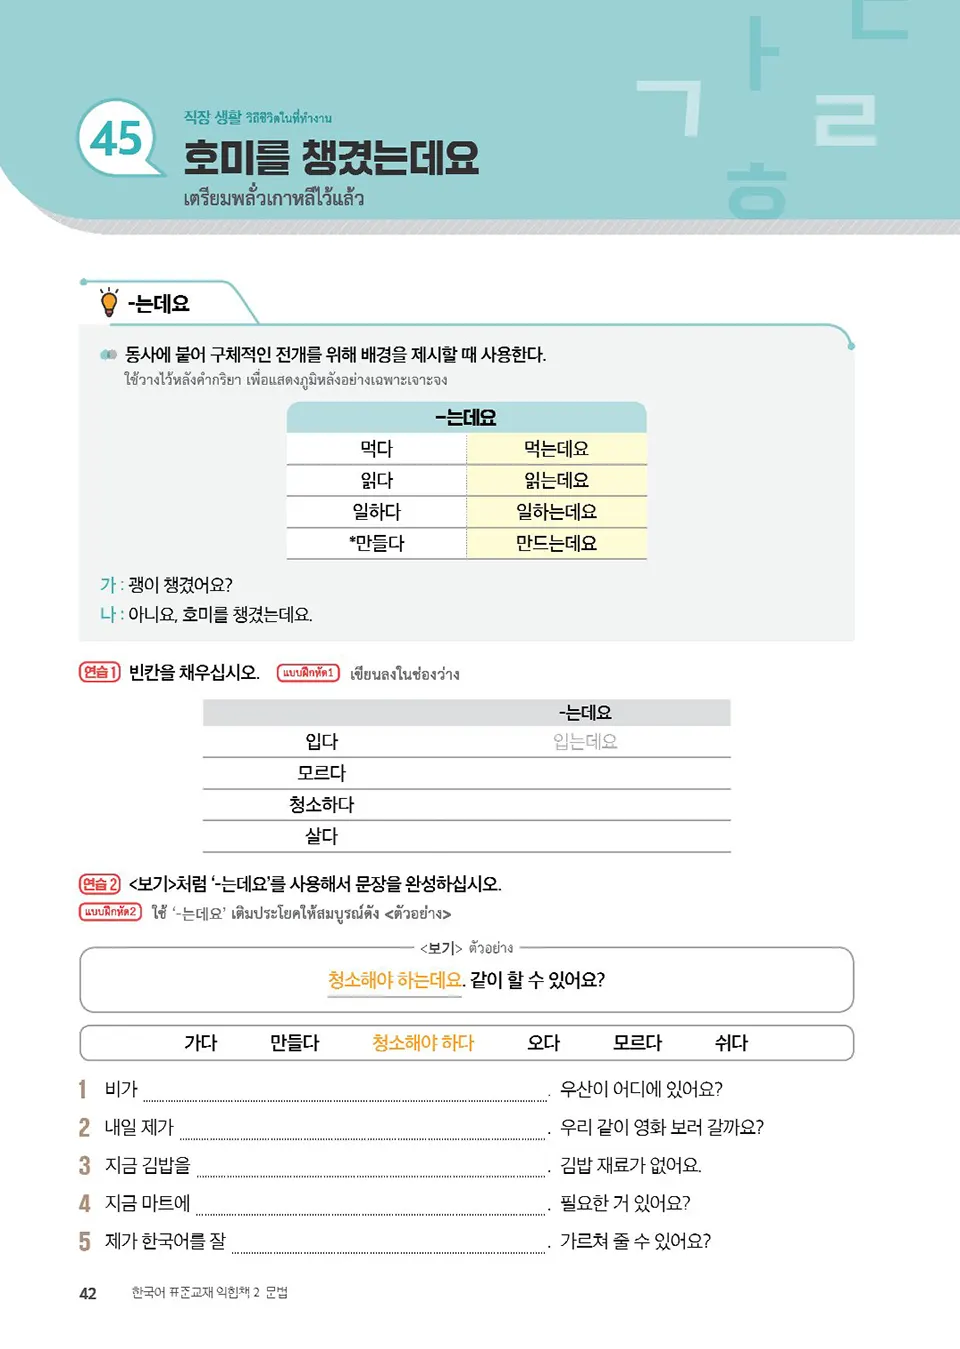 45
직장 생활 วิถีชีวิตในที่ทำงาน
호미를 챙겼는데요
เตรียมพลั่วเกาหลีไว้แล้ว
ㄱ ㅏ ㄹ ㅎ ㄷ
-는데요
동사에 붙어 구체적인 전개를 위해 배경을 제시할 때 사용한다.
ใช้วางไว้หลังคำกริยา เพื่อแสดงภูมิหลังอย่างเฉพาะเจาะจง
-는데요
먹다 먹는데요
읽다 읽는데요
일하다 일하는데요
*만들다 만드는데요
가 : 괭이 챙겼어요?
나 : 아니요, 호미를 챙겼는데요.
연습 1 빈칸을 채우십시오. แบบฝึกหัด1 เขียนลงในช่องว่าง
-는데요
입다 입는데요
모르다
청소하다
살다
연습 2 <보기>처럼 ‘-는데요’를 사용해서 문장을 완성하십시오.
แบบฝึกหัด2 ใช้ ‘-는데요’ เติมประโยคให้สมบูรณ์ดัง <ตัวอย่าง>
<보기> ตัวอย่าง
청소해야 하는데요. 같이 할 수 있어요?
가다 만들다 청소해야 하다 오다 모르다 쉬다
1 비가 . 우산이 어디에 있어요?
2 내일 제가 . 우리 같이 영화 보러 갈까요?
3 지금 김밥을 . 김밥 재료가 없어요.
4 지금 마트에 . 필요한 거 있어요?
5 제가 한국어를 잘 . 가르쳐 줄 수 있어요?
42 한국어 표준교재 익힘책 2 문법